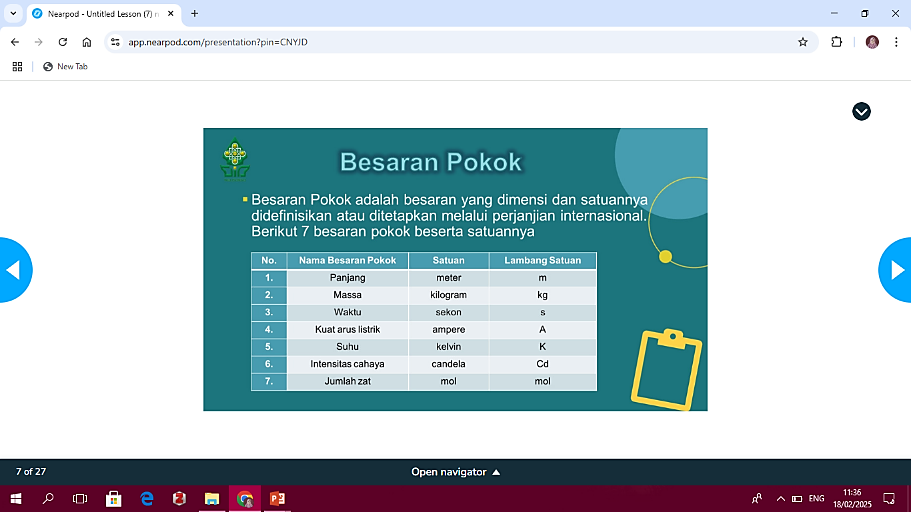 Nearpod - Untitled Lesson (7) n
app.nearpod.com/presentation?pin=CNYJD
New Tab
Besaran Pokok
Besaran Pokok adalah besaran yang dimensi dan satuannya
didefinisikan atau ditetapkan melalui perjanjian internasional.
Berikut 7 besaran pokok beserta satuannya
No. Nama Besaran Pokok Satuan Lambang Satuan
1. Panjang meter m
2. Massa kilogram kg
3. Waktu sekon s
4. Kuat arus listrik ampere A
5. Suhu kelvin K
6. Intensitas cahaya candela Cd
7. Jumlah zat mol mol
7 of 27
Open navigator
ENG
11:36
18/02/2025